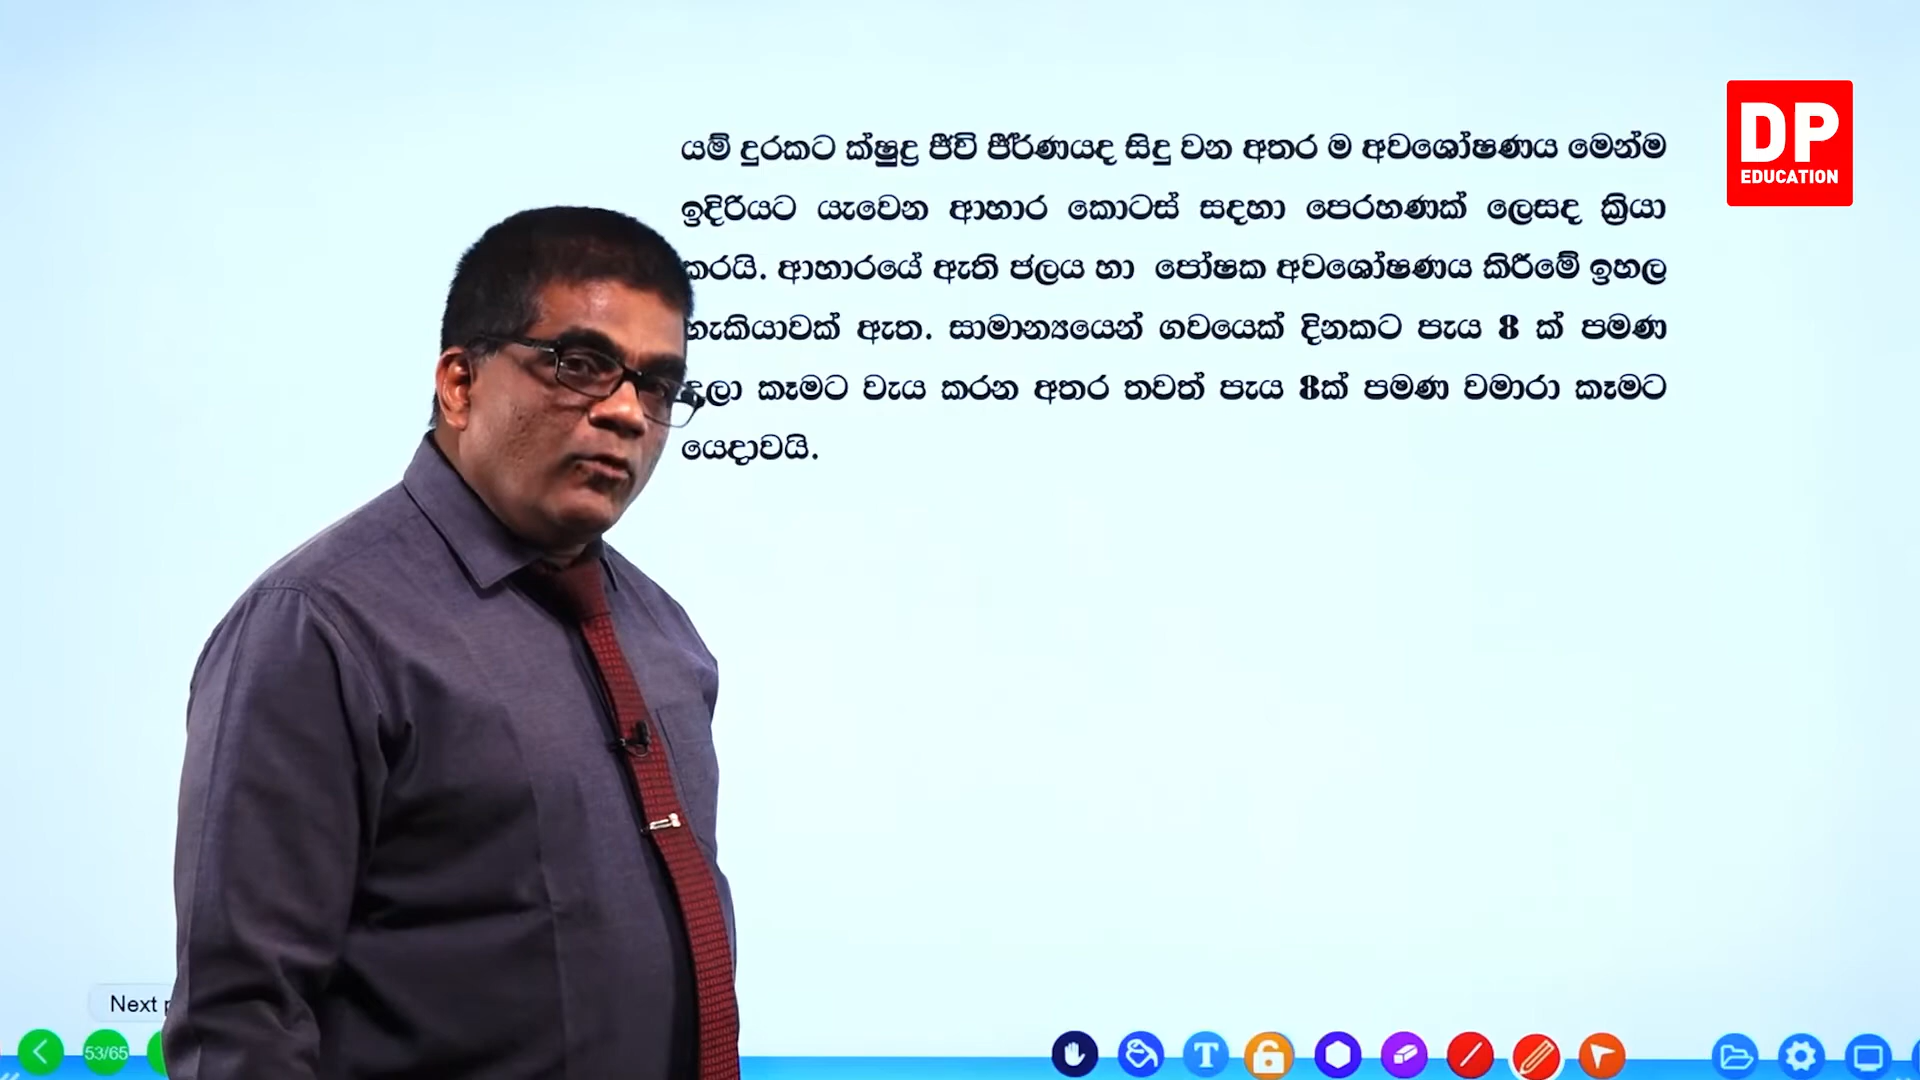 යම් දුරකට ක්ෂුද්‍ර ජීවි ජීර්ණයද සිදු වන අතර ම අවශෝෂණය මෙන්ම
ඉදිරියට යැවෙන ආහාර කොටස් සදහා පෙරහණක් ලෙසද ක්‍රියා
කරයි. ආහාරයේ ඇති ජලය හා පෝෂක අවශෝෂණය කිරීමේ ඉහල
හැකියාවක් ඇත. සාමාන්‍යයෙන් ගවයෙක් දිනකට පැය 8 ක් පමණ
උලා කෑමට වැය කරන අතර තවත් පැය 8ක් පමණ වමාරා කෑමට
යෙදාවයි.
DP
EDUCATION
Next
53/65
T